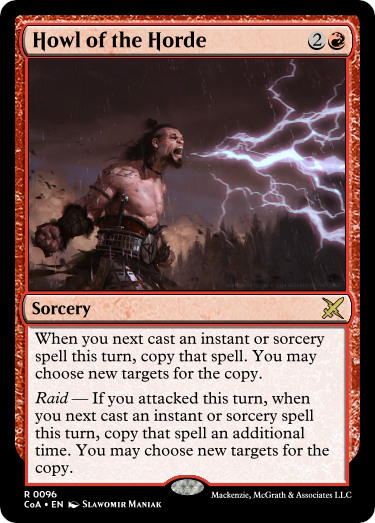 Howl of the Horde 2
Sorcery
When you next cast an instant or sorcery
spell this turn, copy that spell. You may
choose new targets for the copy.
Raid — If you attacked this turn, when
you next cast an instant or sorcery spell
this turn, copy that spell an additional
time. You may choose new targets for the
copy.
R 0096
CoA • EN Slawomir Maniak
Mackenzie, McGrath & Associates LLC